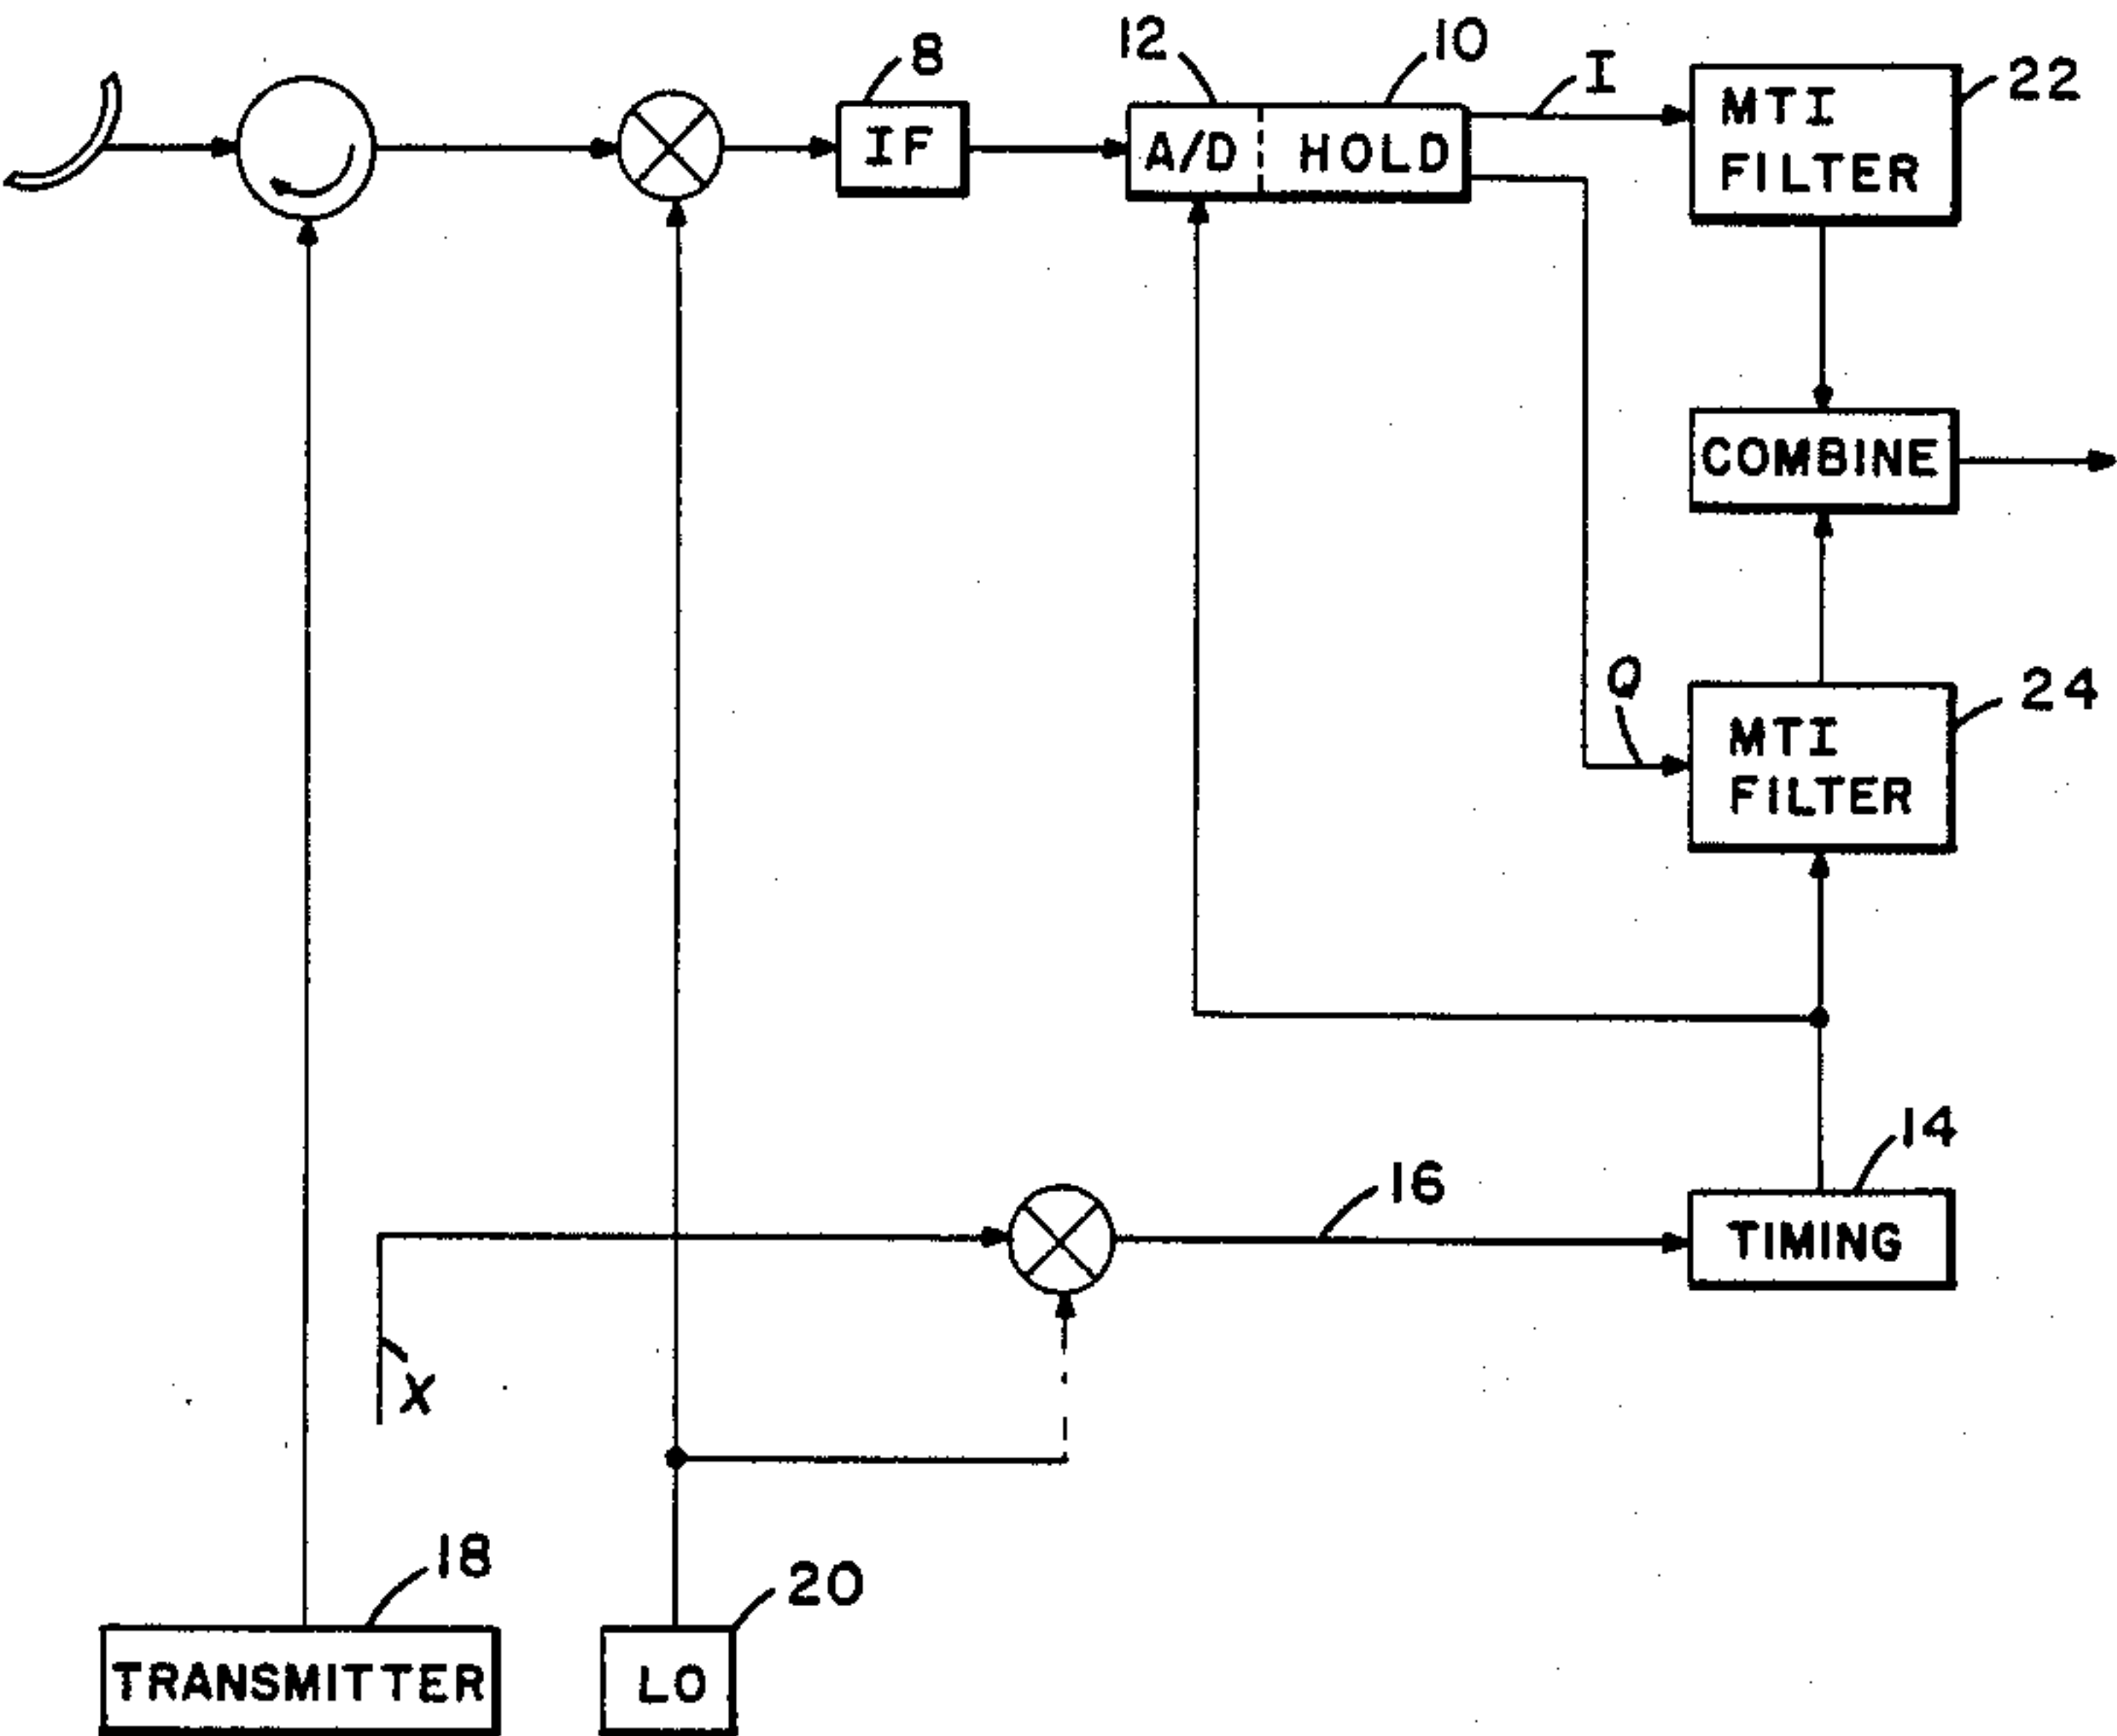 8
12
10
I
22
IF
A/D
HOLD
MTI
FILTER
COMBINE
Q
24
MTI
FILTER
14
16
TIMING
X
18
20
TRANSMITTER
LO